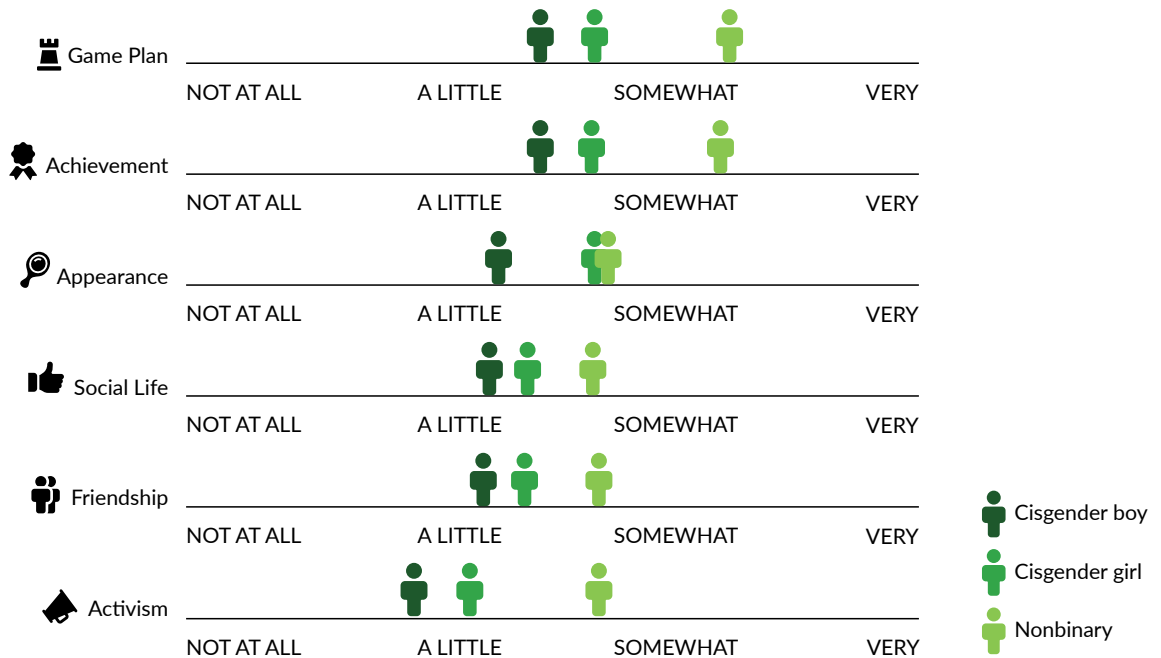 Game Plan
NOT AT ALL A LITTLE SOMEWHAT VERY
Achievement
NOT AT ALL A LITTLE SOMEWHAT VERY
Appearance
NOT AT ALL A LITTLE SOMEWHAT VERY
Social Life
NOT AT ALL A LITTLE SOMEWHAT VERY
Friendship
NOT AT ALL A LITTLE SOMEWHAT VERY
Activism
NOT AT ALL A LITTLE SOMEWHAT VERY
Cisgender boy
Cisgender girl
Nonbinary